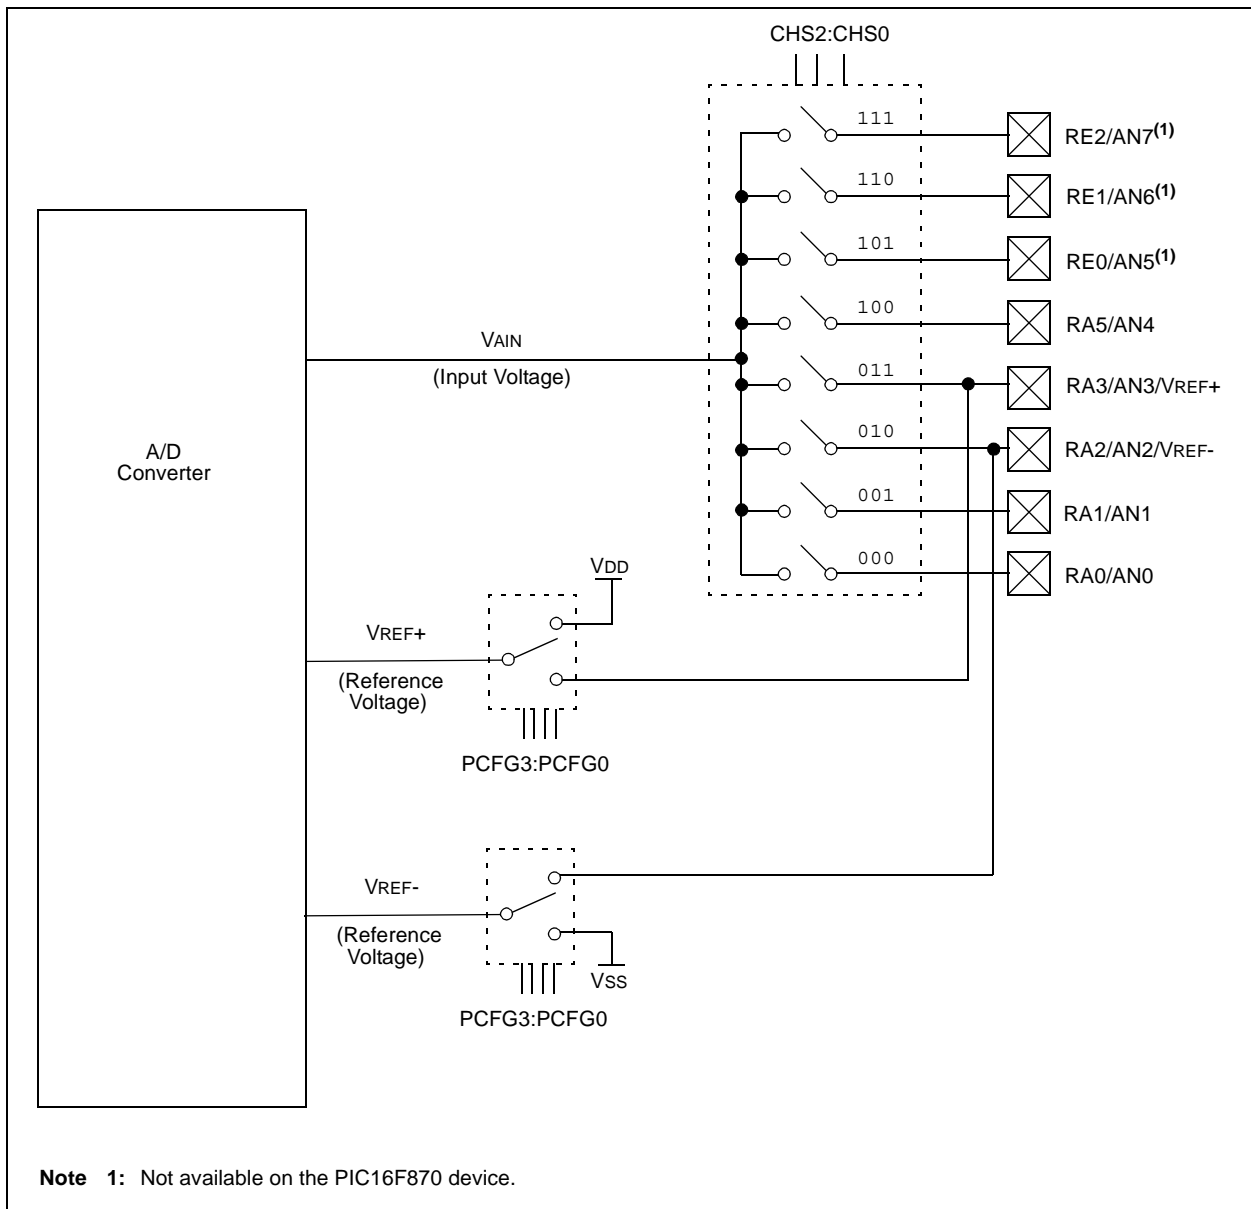 CHS2:CHS0
111
RE2/AN7(1)
110
RE1/AN6(1)
101
RE0/AN5(1)
100
RA5/AN4
VAIN
(Input Voltage)
011
RA3/AN3/VREF+
010
RA2/AN2/VREF-
A/D
Converter
001
RA1/AN1
000
RA0/AN0
VDD
VREF+
(Reference
Voltage)
PCFG3:PCFG0
VREF-
(Reference
Voltage)
VSS
PCFG3:PCFG0
Note 1: Not available on the PIC16F870 device.